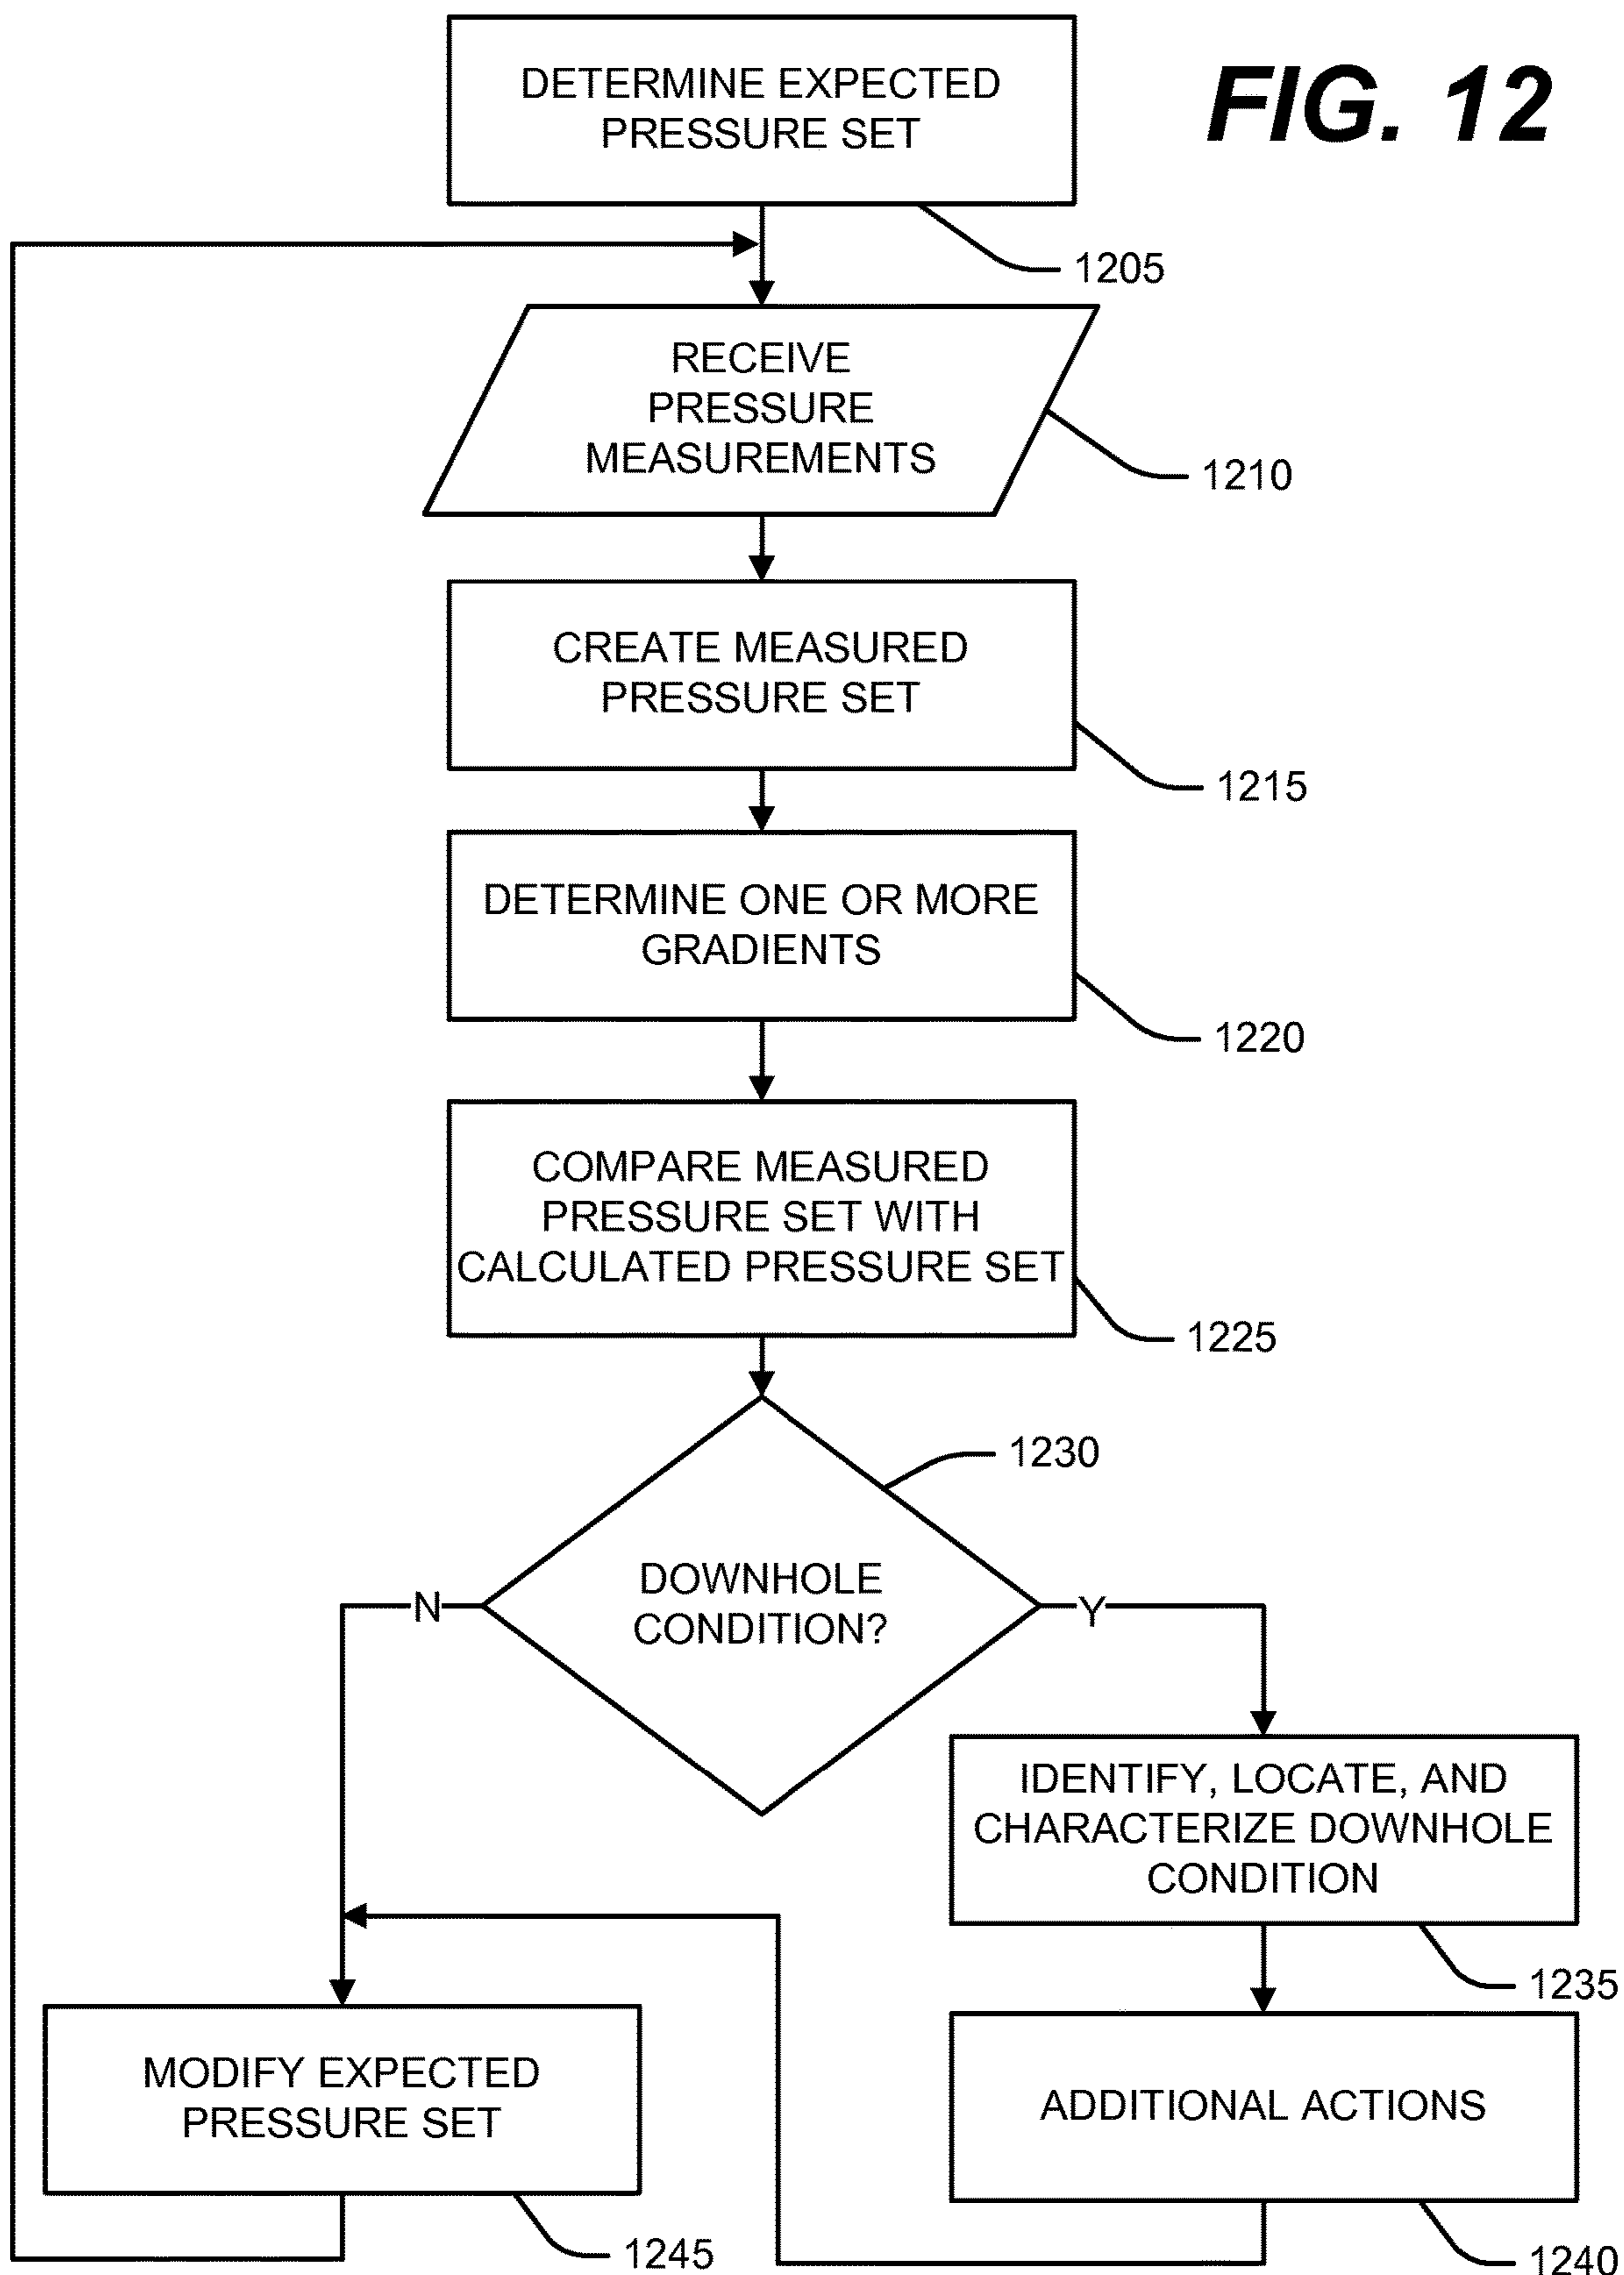 FIG. 12
DETERMINE EXPECTED
PRESSURE SET
1205
RECEIVE
PRESSURE
MEASUREMENTS
1210
CREATE MEASURED
PRESSURE SET
1215
DETERMINE ONE OR MORE
GRADIENTS
1220
COMPARE MEASURED
PRESSURE SET WITH
CALCULATED PRESSURE SET
1225
1230
DOWNHOLE
CONDITION?
N
Y
IDENTIFY, LOCATE, AND
CHARACTERIZE DOWNHOLE
CONDITION
1235
MODIFY EXPECTED
PRESSURE SET
1245
ADDITIONAL ACTIONS
1240